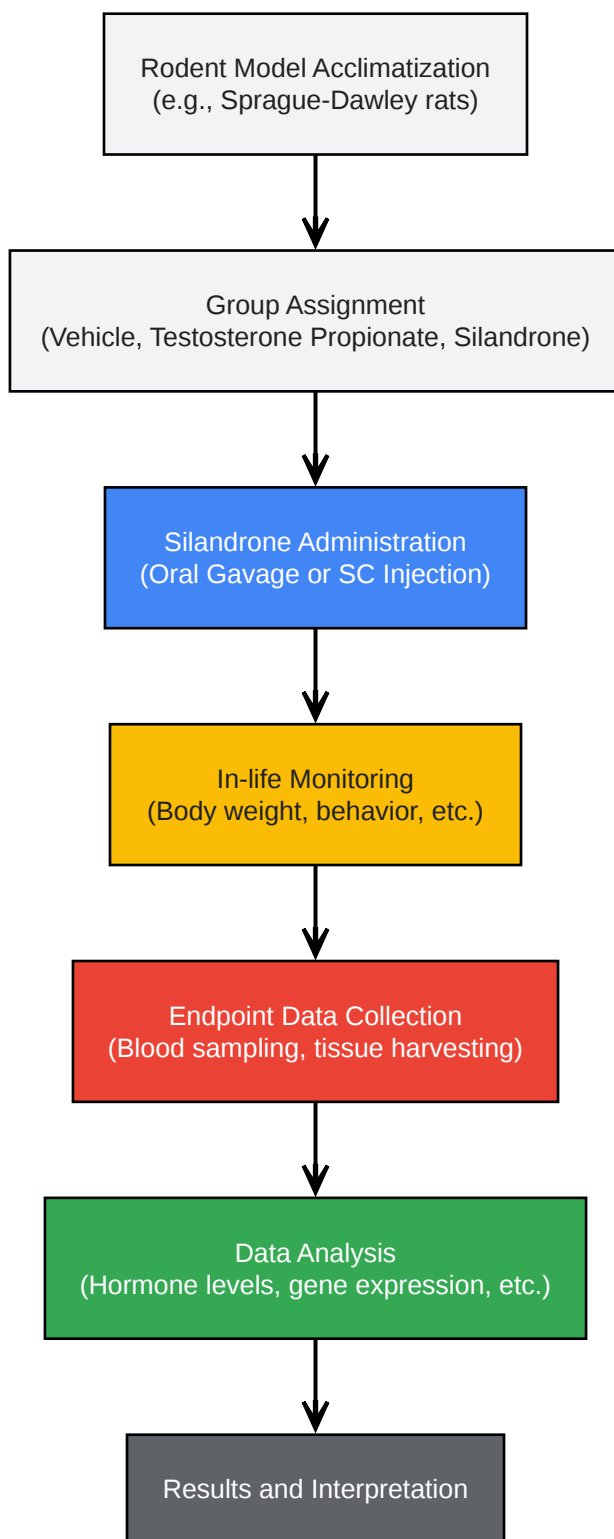 Rodent Model Acclimatization
(e.g., Sprague-Dawley rats)
Group Assignment
(Vehicle, Testosterone Propionate, Silandrone)
Silandrone Administration
(Oral Gavage or SC Injection)
In-life Monitoring
(Body weight, behavior, etc.)
Endpoint Data Collection
(Blood sampling, tissue harvesting)
Data Analysis
(Hormone levels, gene expression, etc.)
Results and Interpretation